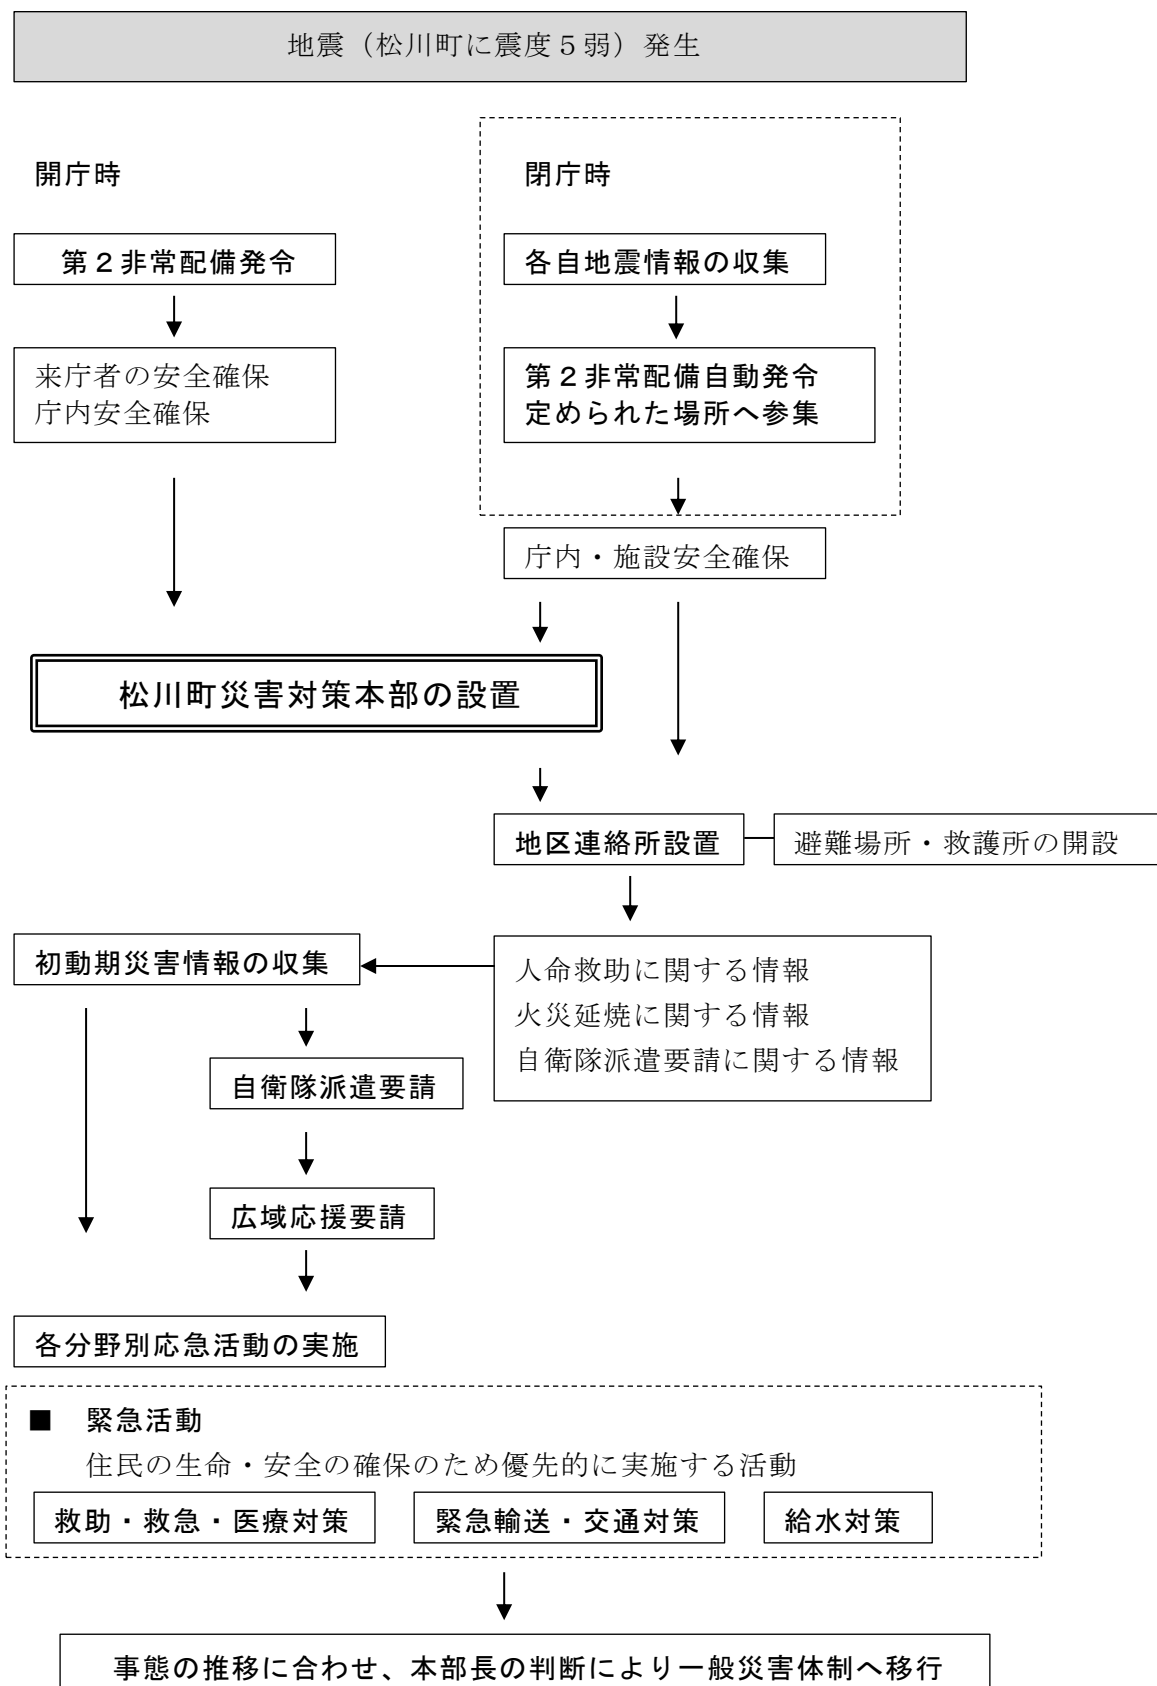 地震（松川町に震度５弱）発生
開庁時
閉庁時
第２非常配備発令
各自地震情報の収集
来庁者の安全確保
庁内安全確保
第２非常配備自動発令
定められた場所へ参集
庁内・施設安全確保
松川町災害対策本部の設置
地区連絡所設置
避難場所・救護所の開設
初動期災害情報の収集
人命救助に関する情報
火災延焼に関する情報
自衛隊派遣要請に関する情報
自衛隊派遣要請
広域応援要請
各分野別応急活動の実施
■ 緊急活動
住民の生命・安全の確保のため優先的に実施する活動
救助・救急・医療対策
緊急輸送・交通対策
給水対策
事態の推移に合わせ、本部長の判断により一般災害体制へ移行